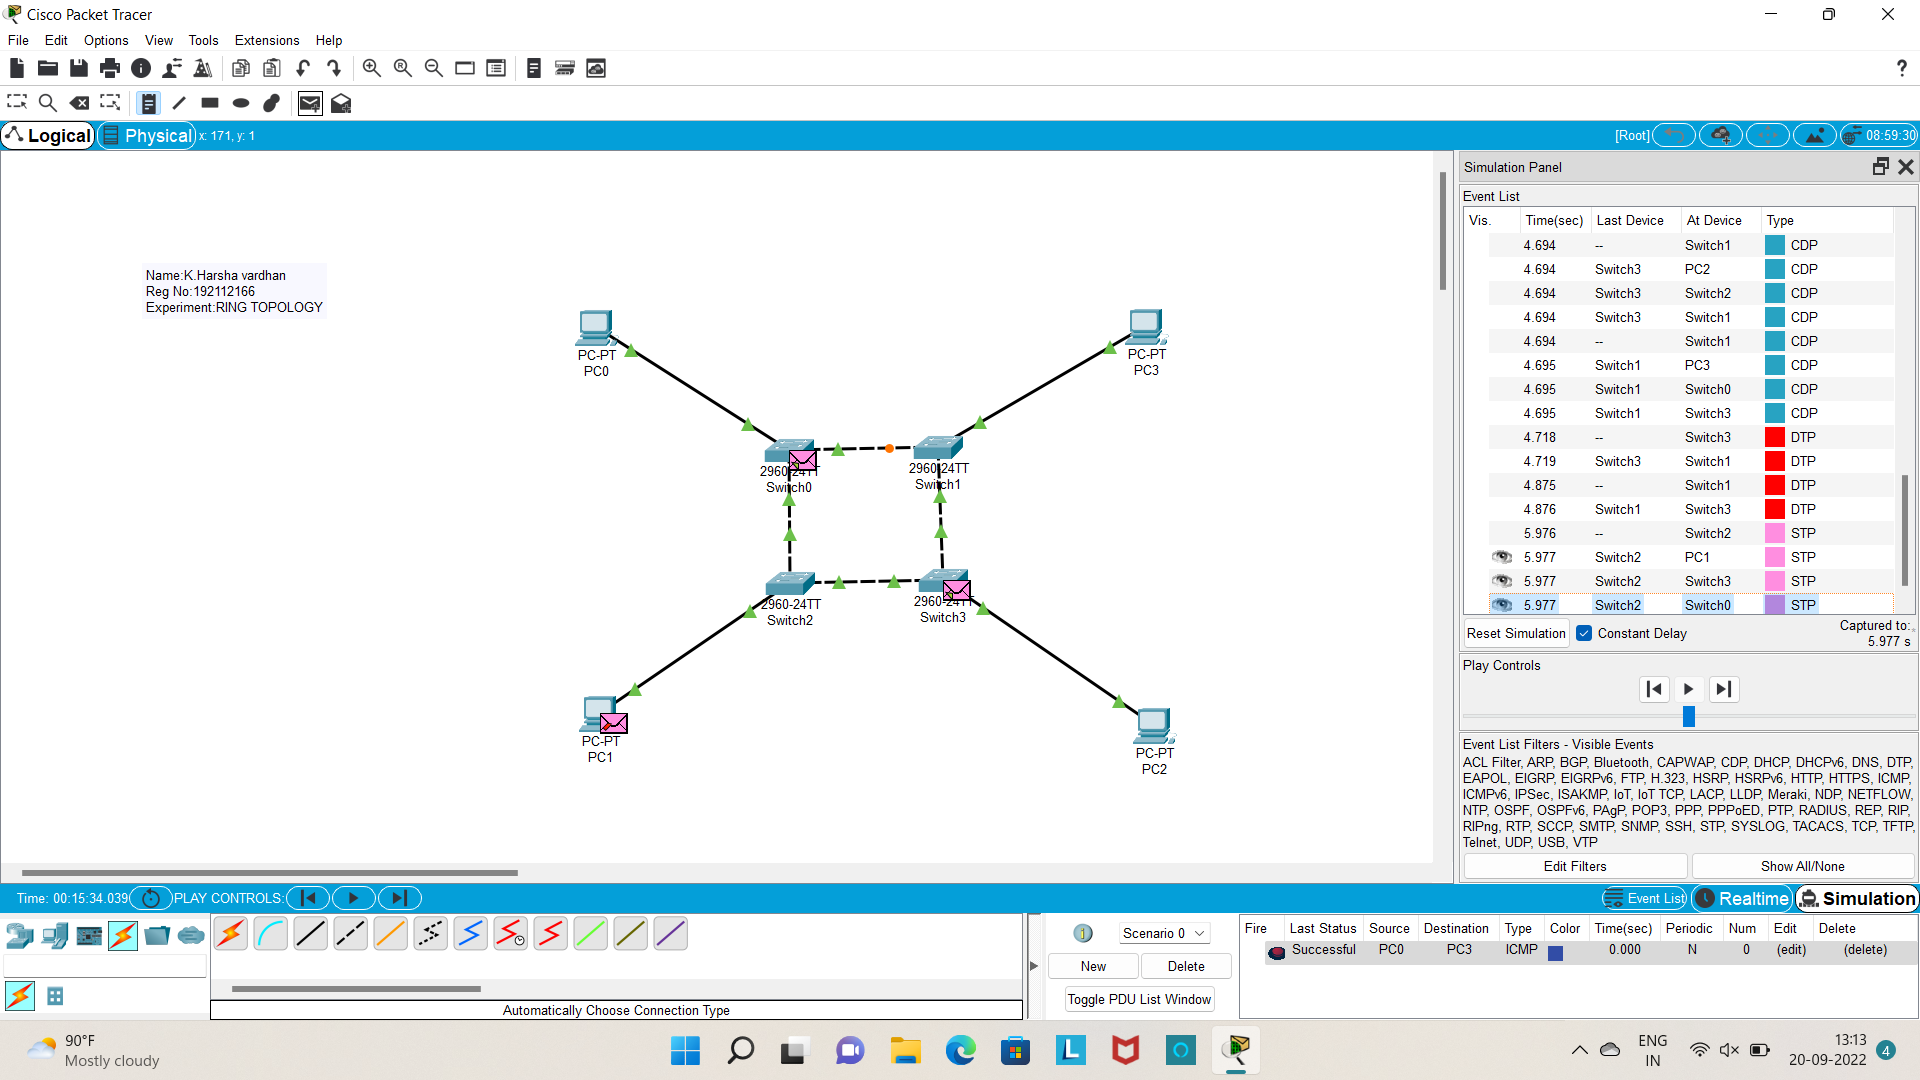 Cisco Packet Tracer
File Edit Options View Tools Extensions Help
?
Logical Physical x: 171, y: 1 [Root] 08:59:30
Simulation Panel
Event List
Vis. Time(sec) Last Device At Device Type
4.694 -- Switch1 CDP
4.694 Switch3 PC2 CDP
4.694 Switch3 Switch2 CDP
4.694 Switch3 Switch1 CDP
4.694 -- Switch1 CDP
4.695 Switch1 PC3 CDP
4.695 Switch1 Switch0 CDP
4.695 Switch1 Switch3 CDP
4.718 -- Switch3 DTP
4.719 Switch3 Switch1 DTP
4.875 -- Switch1 DTP
4.876 Switch1 Switch3 DTP
5.976 -- Switch2 STP
5.977 Switch2 PC1 STP
5.977 Switch2 Switch3 STP
5.977 Switch2 Switch0 STP
Reset Simulation Constant Delay Captured to:
5.977 s
Play Controls
Event List Filters - Visible Events
ACL Filter, ARP, BGP, Bluetooth, CAPWAP, CDP, DHCP, DHCPv6, DNS, DTP,
EAPOL, EIGRP, EIGRPv6, FTP, H.323, HSRP, HSRPv6, HTTP, HTTPS, ICMP,
ICMPv6, IPSec, ISAKMP, IoT, IoT TCP, LACP, LLDP, Meraki, NDP, NETFLOW,
NTP, OSPF, OSPFv6, PAgP, POP3, PPP, PPPoED, PTP, RADIUS, REP, RIP,
RIPng, RTP, SCCP, SMTP, SNMP, SSH, STP, SYSLOG, TACACS, TCP, TFTP,
Telnet, UDP, USB, VTP
Edit Filters Show All/None
Name:K.Harsha vardhan
Reg No:192112166
Experiment:RING TOPOLOGY
PC-PT
PC0
PC-PT
PC3
2960-24TT
Switch0
2960-24TT
Switch1
2960-24TT
Switch2
2960-24TT
Switch3
PC-PT
PC1
PC-PT
PC2
Time: 00:15:34.039 PLAY CONTROLS: Event List Realtime Simulation
Automatically Choose Connection Type
1 Scenario 0
New Delete
Toggle PDU List Window
Fire Last Status Source Destination Type Color Time(sec) Periodic Num Edit Delete
Successful PC0 PC3 ICMP 0.000 N 0 (edit) (delete)
90°F
Mostly cloudy
L
ENG
IN
13:13
20-09-2022
4